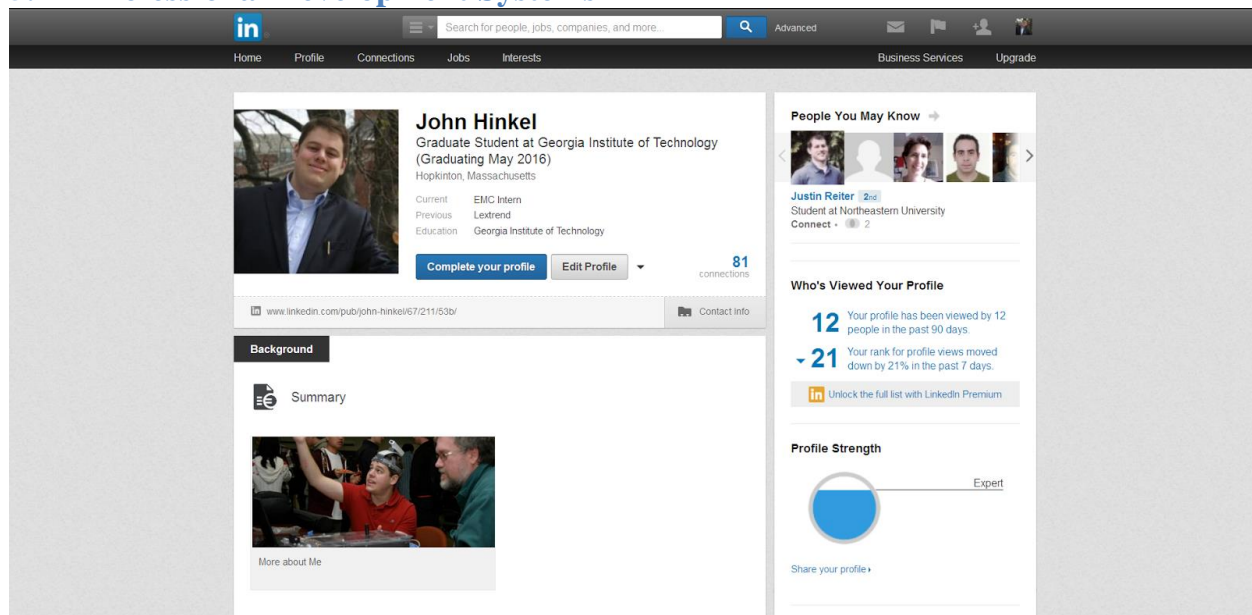 Professional Development Systems
in
Search for people, jobs, companies, and more...
Advanced
Home Profile Connections Jobs Interests
Business Services Upgrade
John Hinkel
Graduate Student at Georgia Institute of Technology
(Graduating May 2016)
Hopkinton, Massachusetts
Current EMC Intern
Previous Lextrend
Education Georgia Institute of Technology
Complete your profile Edit Profile
81
connections
www.linkedin.com/pub/john-hinkel/67/211/53b/
Contact Info
Background
Summary
More about Me
People You May Know
Justin Reiter 2nd
Student at Northeastern University
Connect • 2
Who's Viewed Your Profile
12 Your profile has been viewed by 12
people in the past 90 days.
21 Your rank for profile views moved
down by 21% in the past 7 days.
in Unlock the full list with LinkedIn Premium
Profile Strength
Expert
Share your profile